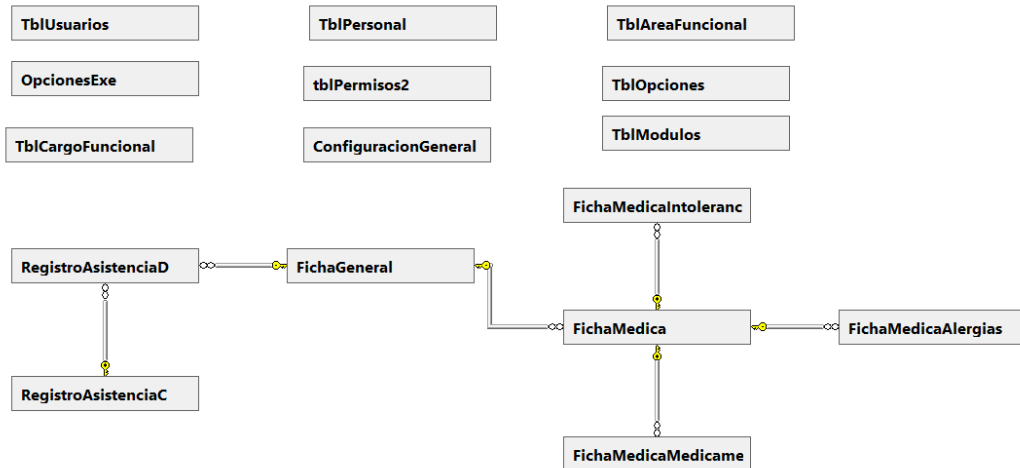 TblUsuarios
TblPersonal
TblAreaFuncional
OpcionesExe
tblPermisos2
TblOpciones
TblCargoFuncional
ConfiguracionGeneral
TblModulos
FichaMedicaIntoleranc
RegistroAsistenciaD
FichaGeneral
FichaMedica
FichaMedicaAlergias
RegistroAsistenciaC
FichaMedicaMedicame